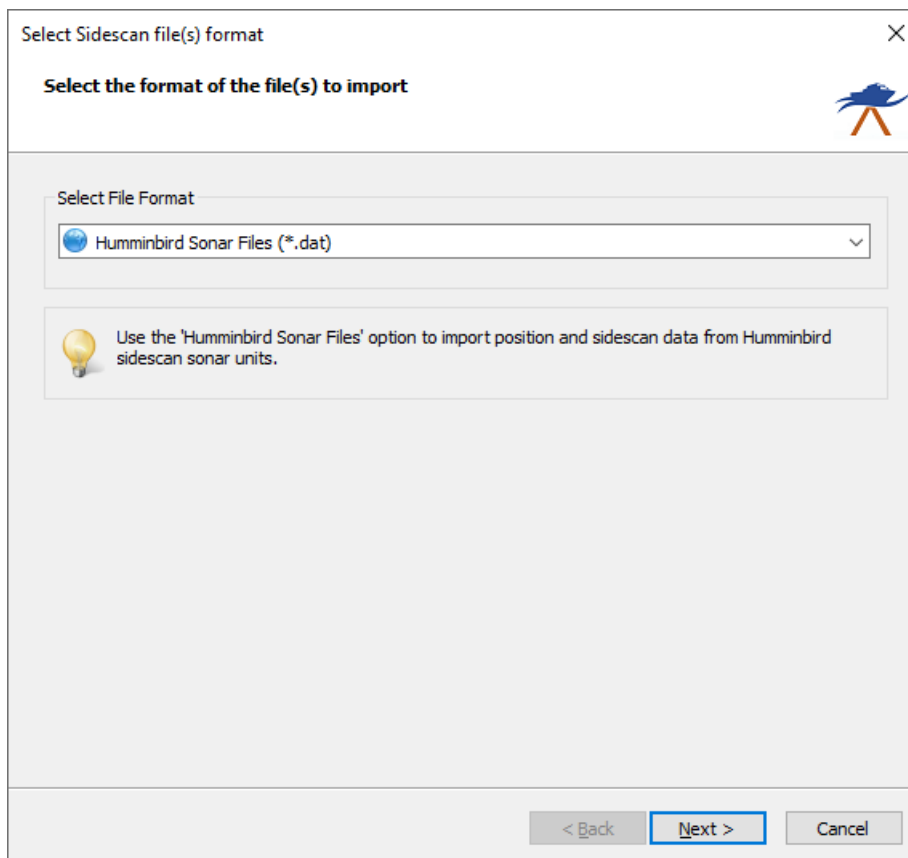 Select Sidescan file(s) format
Select the format of the file(s) to import
Select File Format
Humminbird Sonar Files (*.dat)
Use the 'Humminbird Sonar Files' option to import position and sidescan data from Humminbird
sidescan sonar units.
< Back
Next >
Cancel